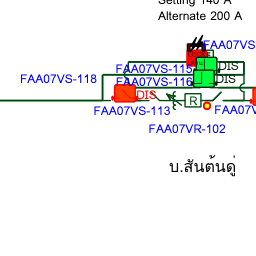 Setting 140 A
Alternate 200 A
FAA07VS
FAA07VS-115
DIS
FAA07VS-118
FAA07VS-116
DIS
DIS
R
FAA07VS-113
FAA07V
FAA07VR-102
บ.สันต้นดู่